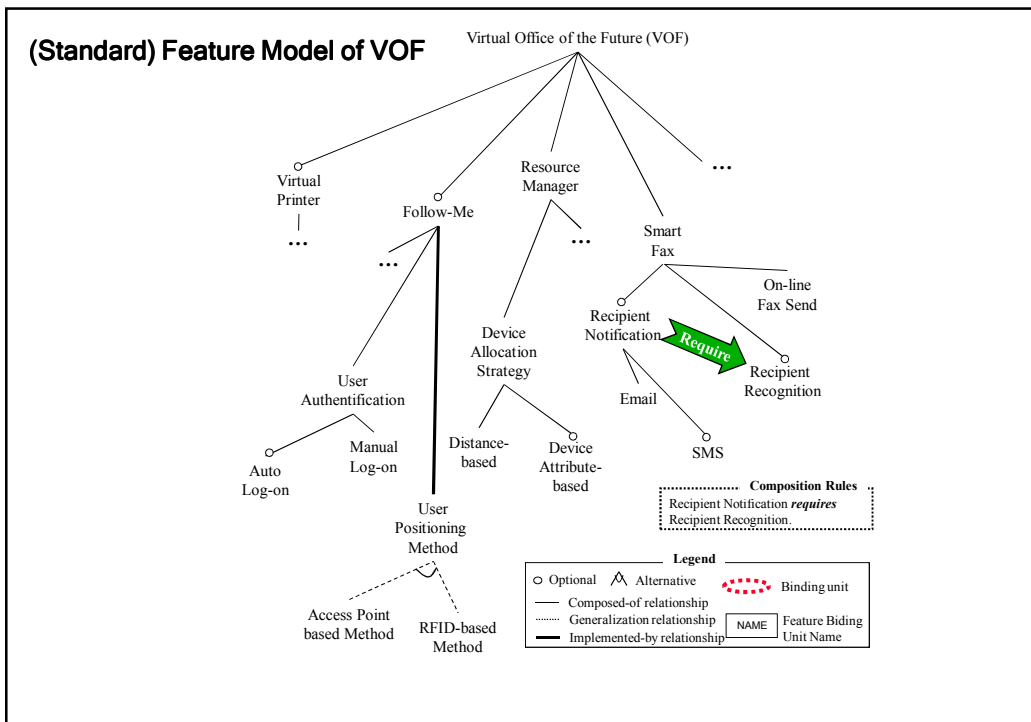 (Standard) Feature Model of VOF
Virtual Office of the Future (VOF)
Virtual
Printer
...
Follow-Me
...
Resource
Manager
...
Smart
Fax
...
On-line
Fax Send
Recipient
Notification
Require
Recipient
Recognition
Device
Allocation
Strategy
User
Authentification
Email
SMS
Auto
Log-on
Manual
Log-on
Distance-
based
Device
Attribute-
based
User
Positioning
Method
Access Point
based Method
RFID-based
Method
Composition Rules
Recipient Notification requires
Recipient Recognition.
Legend
Optional
Alternative
Binding unit
Composed-of relationship
Generalization relationship
Implemented-by relationship
NAME
Feature Biding
Unit Name